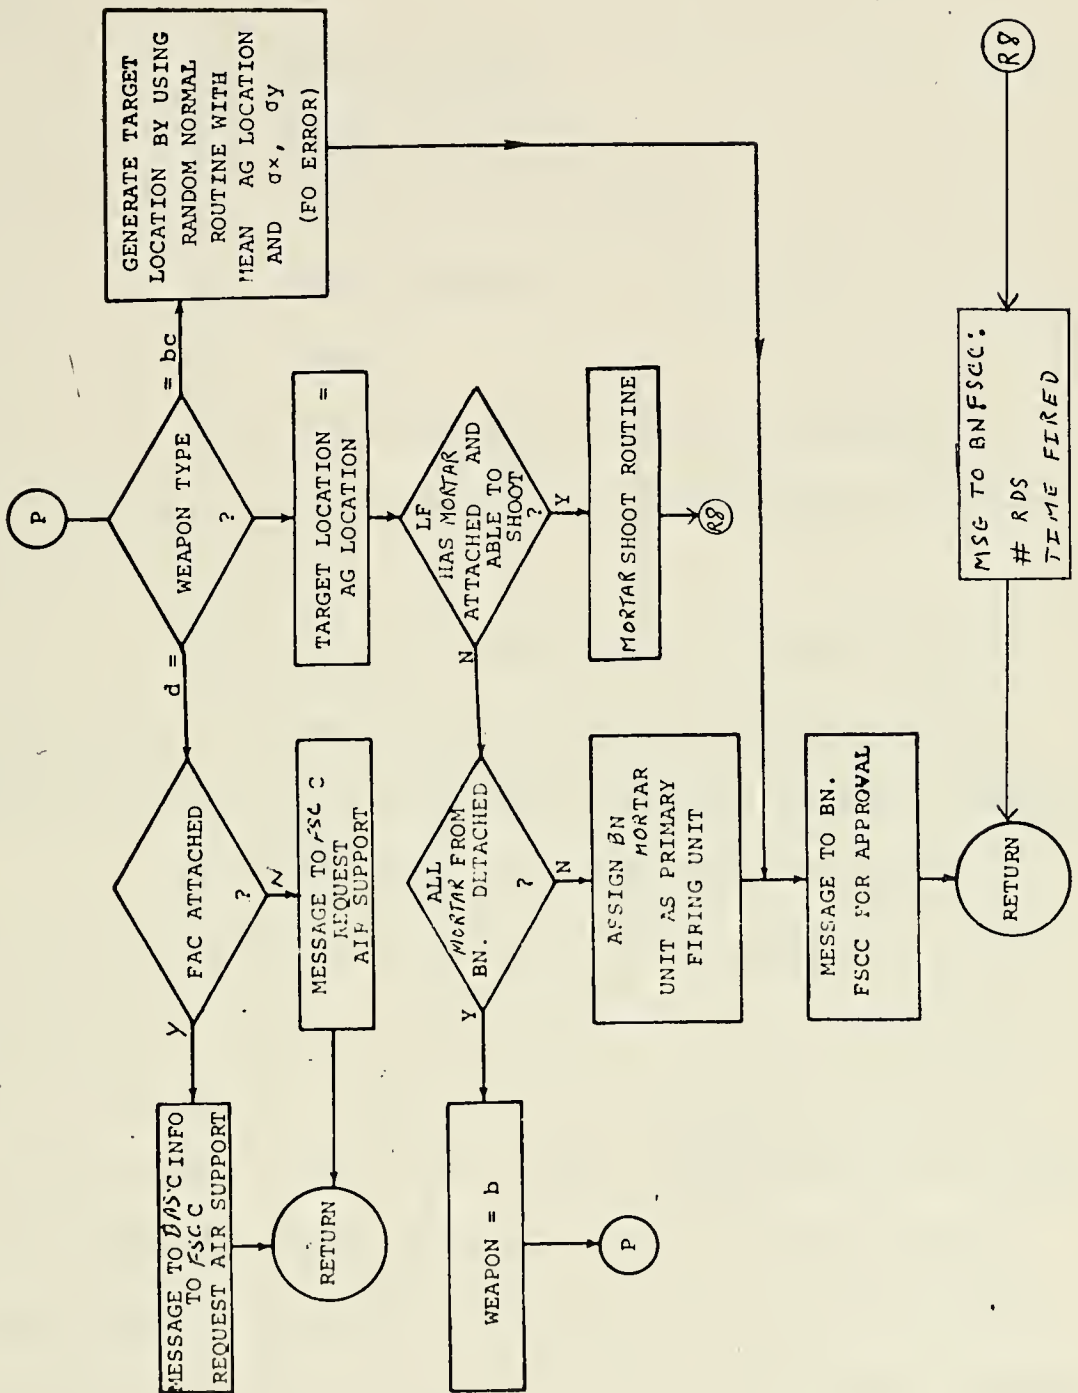 P
WEAPON TYPE
?
= bc
d =
GENERATE TARGET
LOCATION BY USING
RANDOM NORMAL
ROUTINE WITH
MEAN AG LOCATION
AND σx, σy
(FO ERROR)
FAC ATTACHED
?
Y
N
MESSAGE TO DASC INFO
TO FSCC
REQUEST AIR SUPPORT
MESSAGE TO FSCC
REQUEST
AIR SUPPORT
RETURN
TARGET LOCATION =
AG LOCATION
LF
HAS MORTAR
ATTACHED AND
ABLE TO
SHOOT
?
Y
N
MORTAR SHOOT ROUTINE
R8
ALL
MORTAR FROM
BN. DETACHED
?
Y
N
WEAPON = b
P
ASSIGN BN
MORTAR
UNIT AS PRIMARY
FIRING UNIT
MESSAGE TO BN.
FSCC FOR APPROVAL
RETURN
MSG TO BNFSCC:
# RDS
TIME FIRED
R8